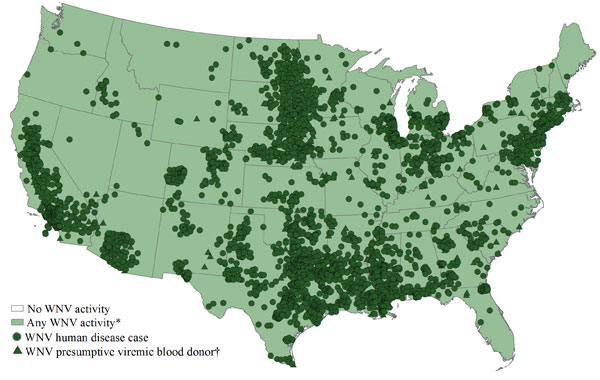 No WNV activity
Any WNV activity*
WNV human disease case
WNV presumptive viremic blood donor†